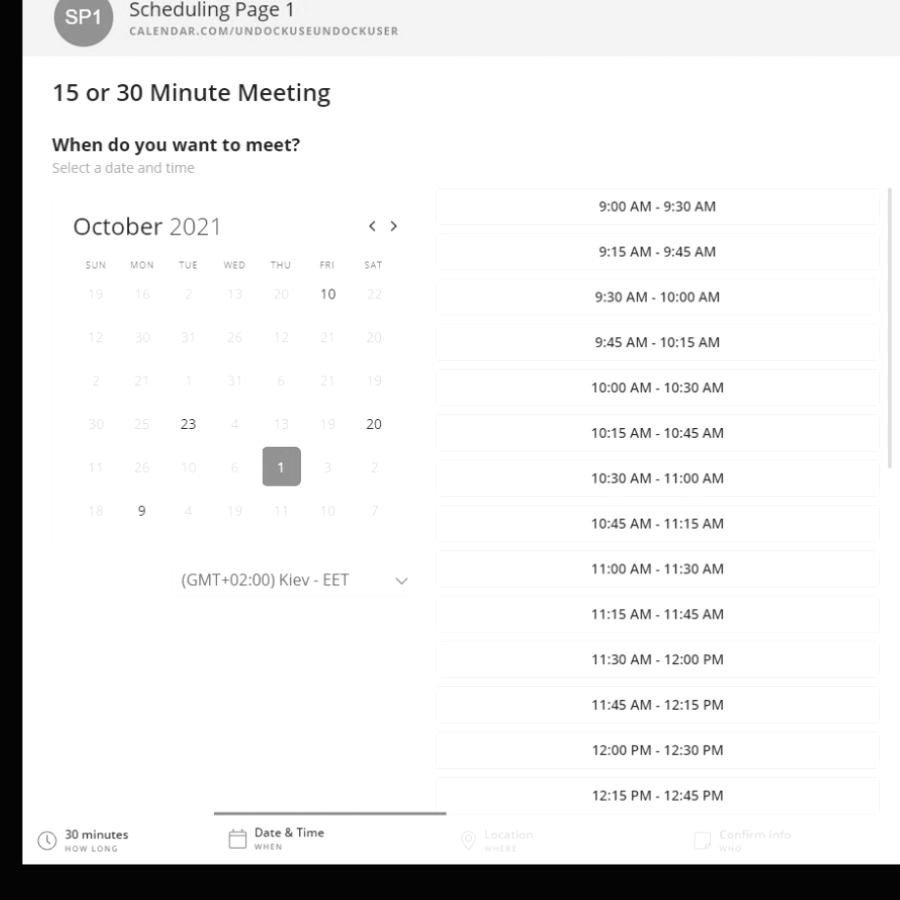 SP1
Scheduling Page 1
CALENDAR.COM/UNDOCKUSEUNDOCKUSER
15 or 30 Minute Meeting
When do you want to meet?
Select a date and time
October 2021
SUN MON TUE WED THU FRI SAT
19 16 2 13 20 10 22
12 30 31 26 12 21 20
2 21 1 31 6 21 19
30 25 23 4 13 19 20
11 26 10 6 1 3 2
18 9 4 19 11 10 7
(GMT+02:00) Kiev - EET
9:00 AM - 9:30 AM
9:15 AM - 9:45 AM
9:30 AM - 10:00 AM
9:45 AM - 10:15 AM
10:00 AM - 10:30 AM
10:15 AM - 10:45 AM
10:30 AM - 11:00 AM
10:45 AM - 11:15 AM
11:00 AM - 11:30 AM
11:15 AM - 11:45 AM
11:30 AM - 12:00 PM
11:45 AM - 12:15 PM
12:00 PM - 12:30 PM
12:15 PM - 12:45 PM
30 minutes
HOW LONG
Date & Time
WHEN
Location
WHERE
Confirm Info
WHO